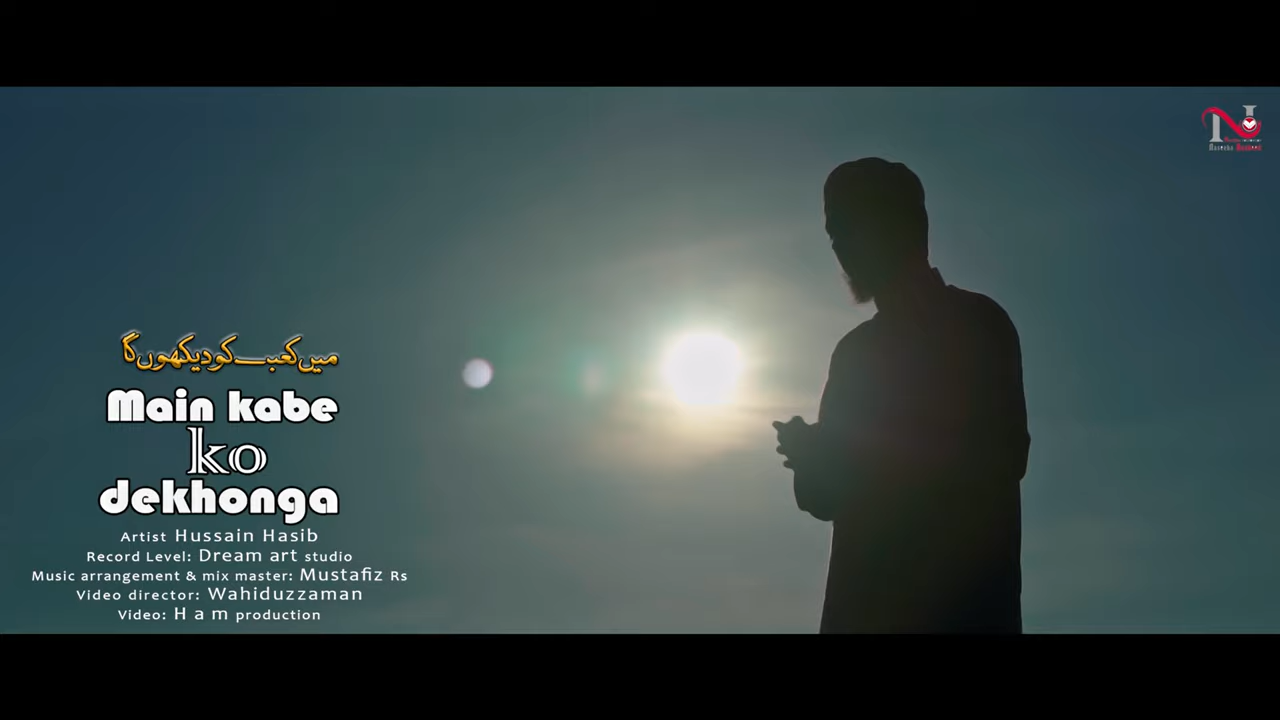 میں کعبے کو دیکھوں گا
Main kabe
ko
dekhonga
Artist Hussain Hasib
Record Level: Dream art studio
Music arrangement & mix master: Mustafiz Rs
Video director: Wahiduzzaman
Video: H a m production